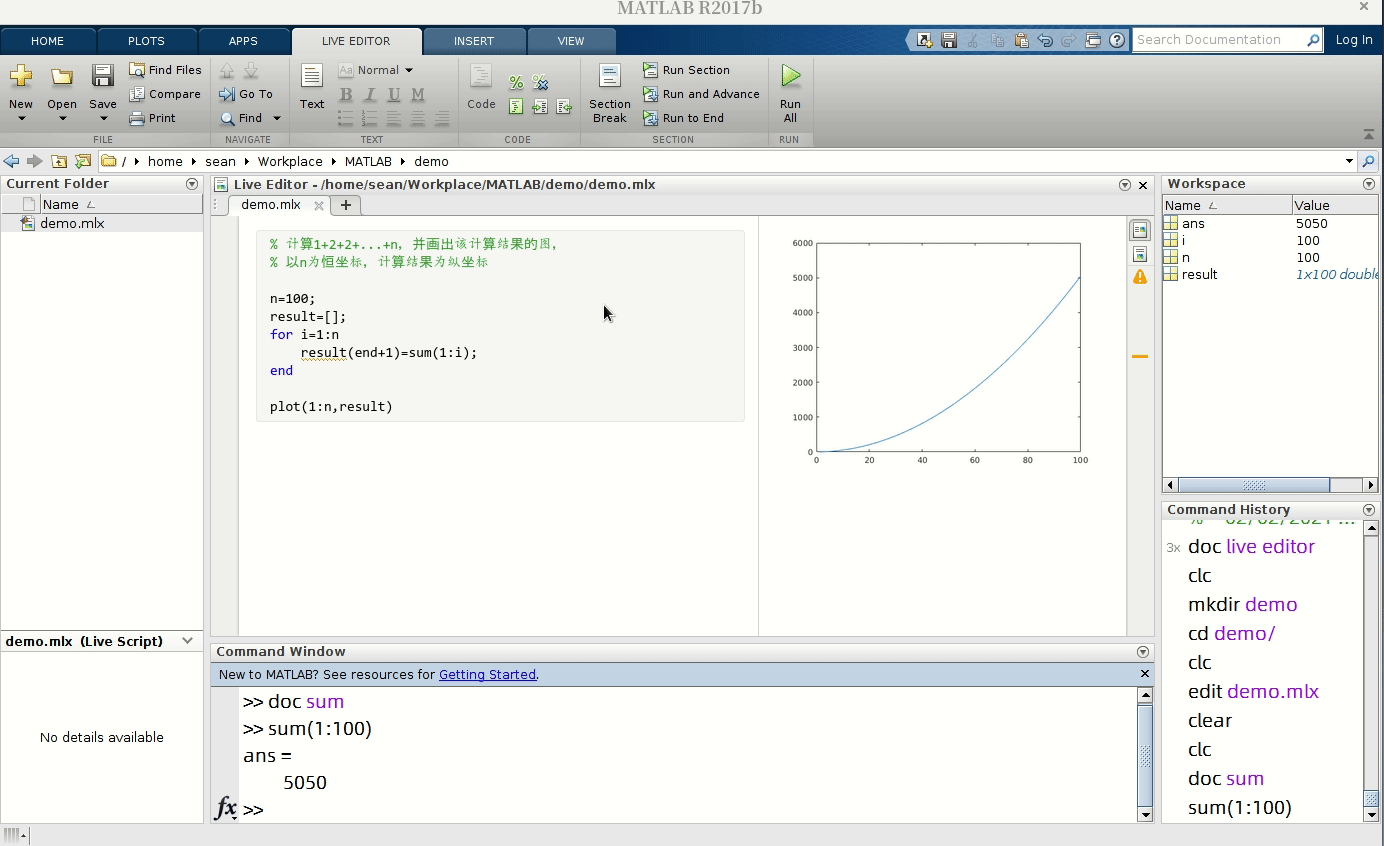 MATLAB R2017b
HOME PLOTS APPS LIVE EDITOR INSERT VIEW
Search Documentation
Log In
New
Open
Save
Find Files
Compare
Print
FILE
Go To
Find
NAVIGATE
Text
Normal
B I U M
TEXT
Code
CODE
Section Break
Run Section
Run and Advance
Run to End
SECTION
Run All
RUN
/ home sean Workplace MATLAB demo
Current Folder
Name
demo.mlx
demo.mlx (Live Script)
No details available
Live Editor - /home/sean/Workplace/MATLAB/demo/demo.mlx
demo.mlx
% 计算1+2+2+...+n, 并画出该计算结果的图,
% 以n为恒坐标, 计算结果为纵坐标
n=100;
result=[];
for i=1:n
result(end+1)=sum(1:i);
end
plot(1:n,result)
6000
5000
4000
3000
2000
1000
0
0 20 40 60 80 100
Command Window
New to MATLAB? See resources for Getting Started.
>> doc sum
>> sum(1:100)
ans =
5050
fx >>
Workspace
Name Value
ans 5050
i 100
n 100
result 1x100 double
Command History
3x doc live editor
clc
mkdir demo
cd demo/
clc
edit demo.mlx
clear
clc
doc sum
sum(1:100)